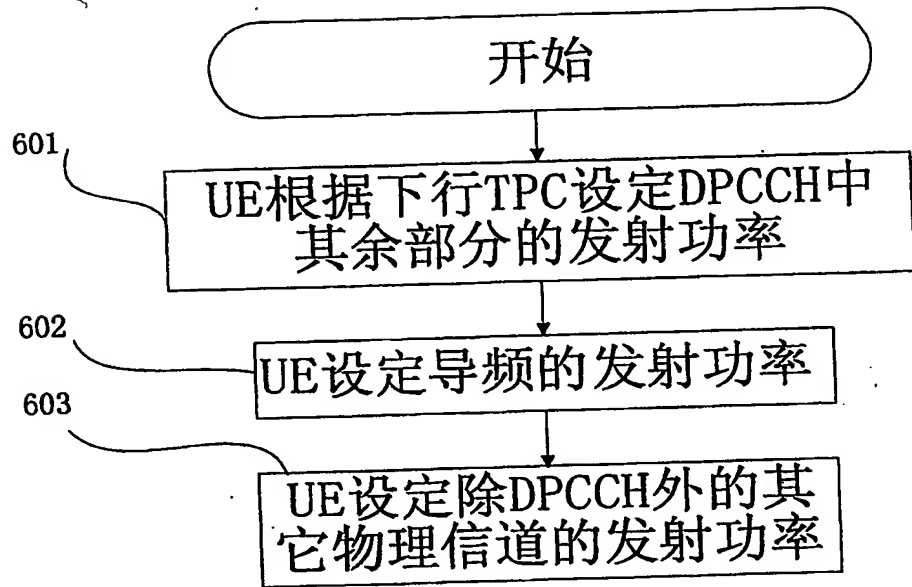 开始
601
UE根据下行TPC设定DPCCH中
其余部分的发射功率
602
UE设定导频的发射功率
603
UE设定除DPCCH外的其
它物理信道的发射功率